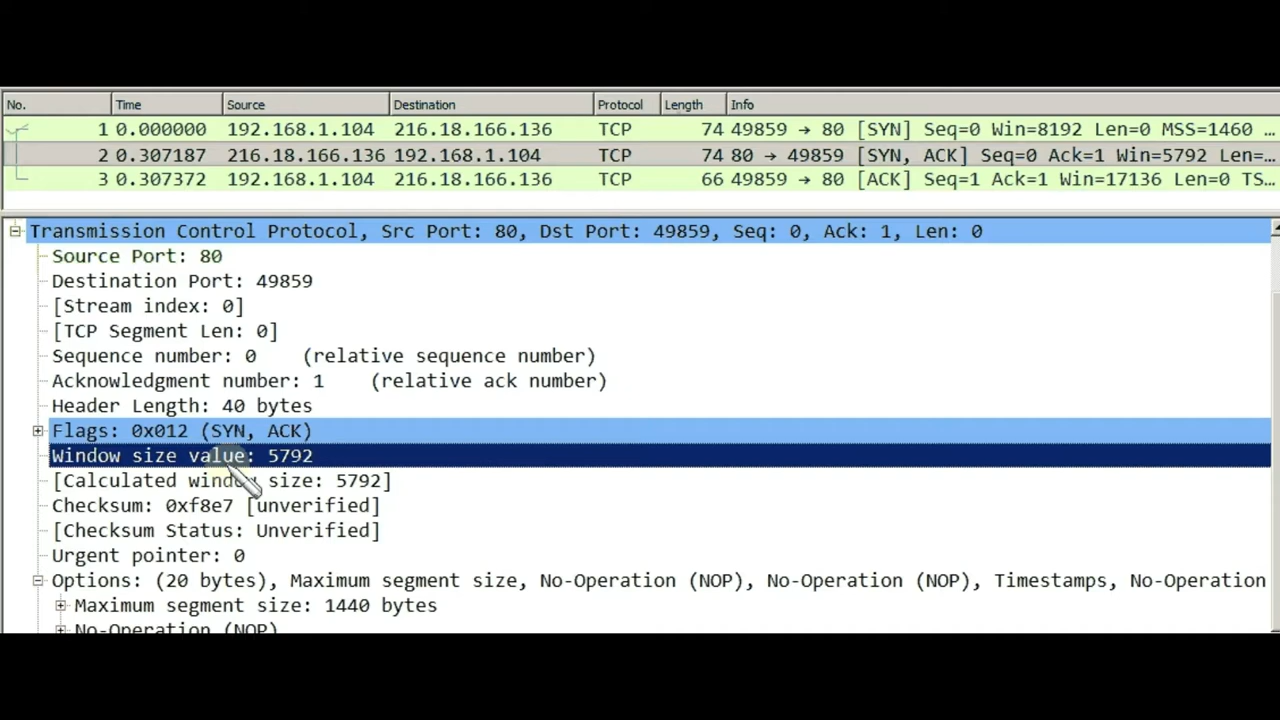 No. Time Source Destination Protocol Length Info
1 0.000000 192.168.1.104 216.18.166.136 TCP 74 49859 → 80 [SYN] Seq=0 Win=8192 Len=0 MSS=1460 …
2 0.307187 216.18.166.136 192.168.1.104 TCP 74 80 → 49859 [SYN, ACK] Seq=0 Ack=1 Win=5792 Len=…
3 0.307372 192.168.1.104 216.18.166.136 TCP 66 49859 → 80 [ACK] Seq=1 Ack=1 Win=17136 Len=0 TS…
Transmission Control Protocol, Src Port: 80, Dst Port: 49859, Seq: 0, Ack: 1, Len: 0
Source Port: 80
Destination Port: 49859
[Stream index: 0]
[TCP Segment Len: 0]
Sequence number: 0 (relative sequence number)
Acknowledgment number: 1 (relative ack number)
Header Length: 40 bytes
Flags: 0x012 (SYN, ACK)
Window size value: 5792
[Calculated window size: 5792]
Checksum: 0xf8e7 [unverified]
[Checksum Status: Unverified]
Urgent pointer: 0
Options: (20 bytes), Maximum segment size, No-Operation (NOP), No-Operation (NOP), Timestamps, No-Operation
Maximum segment size: 1440 bytes
No-Operation (NOP)